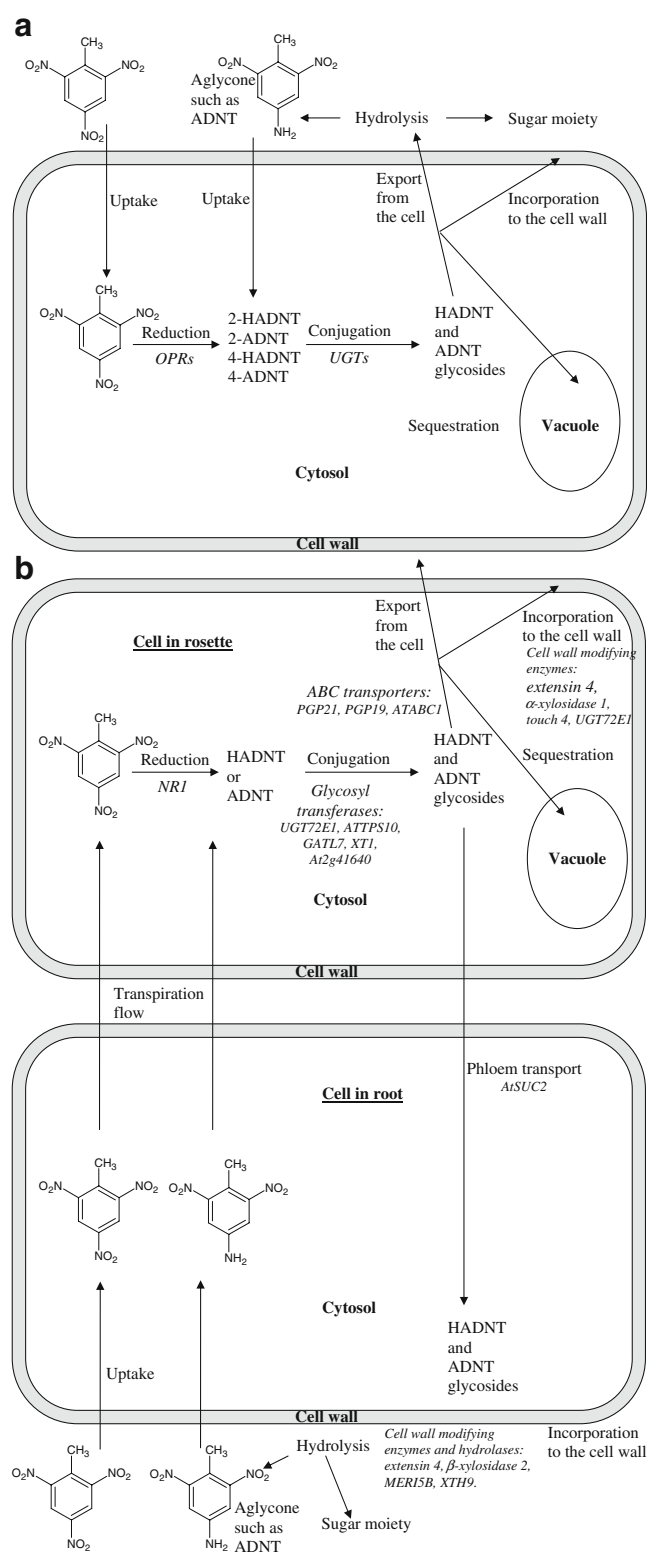 a
CH3
O2N
NO2
NO2
CH3
O2N
NO2
NH2
Aglycone
such as
ADNT
Hydrolysis
Sugar moiety
Uptake
Uptake
Export
from
the cell
Incorporation
to the cell wall
CH3
O2N
NO2
NO2
Reduction
OPRs
2-HADNT
2-ADNT
4-HADNT
4-ADNT
Conjugation
UGTs
HADNT
and
ADNT
glycosides
Sequestration
Vacuole
Cytosol
Cell wall
b
Cell in rosette
Export
from
the cell
Incorporation
to the cell wall
Cell wall modifying
enzymes:
extensin 4,
α-xylosidase 1,
touch 4, UGT72E1
ABC transporters:
PGP21, PGP19, ATABC1
CH3
O2N
NO2
NO2
Reduction
NR1
HADNT
or
ADNT
Conjugation
Glycosyl
transferases:
UGT72E1, ATTPS10,
GATL7, XT1,
At2g41640
HADNT
and
ADNT
glycosides
Sequestration
Vacuole
Cytosol
Cell wall
Transpiration
flow
Cell in root
Phloem transport
AtSUC2
CH3
O2N
NO2
NO2
CH3
O2N
NO2
NH2
Cytosol
HADNT
and
ADNT
glycosides
Uptake
Cell wall
CH3
O2N
NO2
NO2
CH3
O2N
NO2
NH2
Aglycone
such as
ADNT
Hydrolysis
Sugar moiety
Cell wall modifying
enzymes and hydrolases:
extensin 4, β-xylosidase 2,
MERI5B, XTH9.
Incorporation
to the cell wall